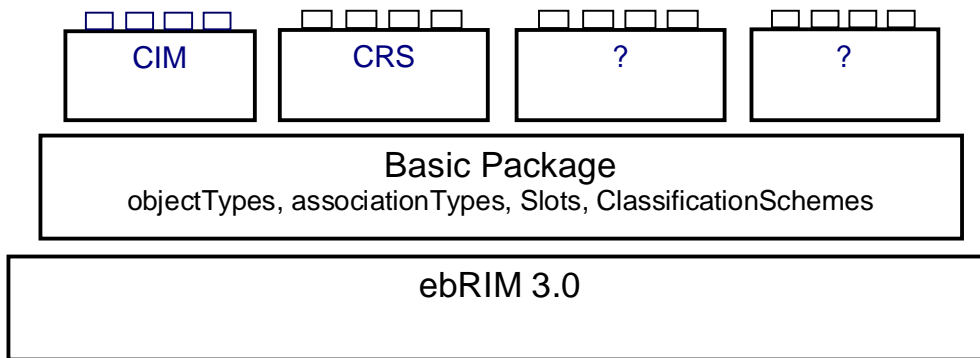 CIM CRS ? ?
Basic Package
objectTypes, associationTypes, Slots, ClassificationSchemes
ebRIM 3.0